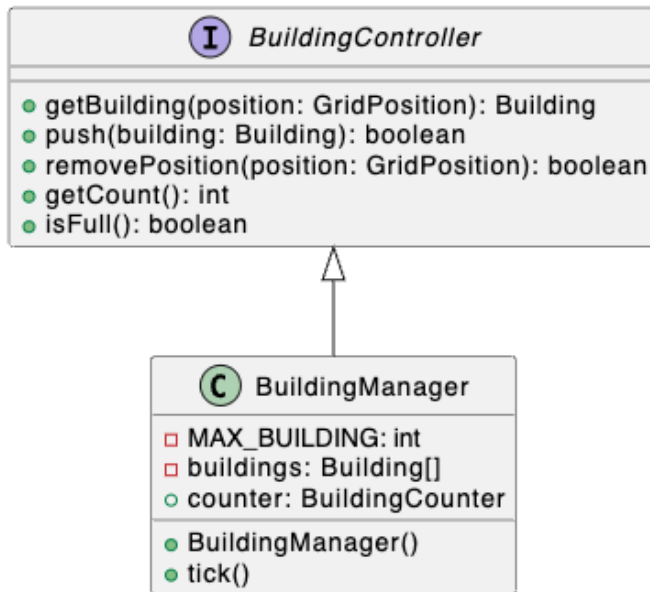 I BuildingController
getBuilding(position: GridPosition): Building
push(building: Building): boolean
removePosition(position: GridPosition): boolean
getCount(): int
isFull(): boolean
C BuildingManager
MAX_BUILDING: int
buildings: Building[]
counter: BuildingCounter
BuildingManager()
tick()